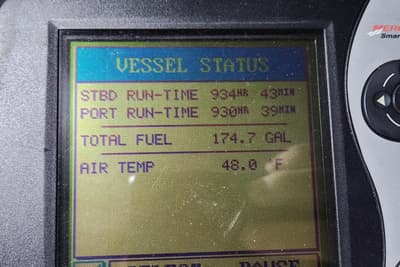 VESSEL STATUS
STBD RUN-TIME 934HR 43MIN
PORT RUN-TIME 930HR 39MIN
TOTAL FUEL 174.7 GAL
AIR TEMP 48.0 °F
PAUSE